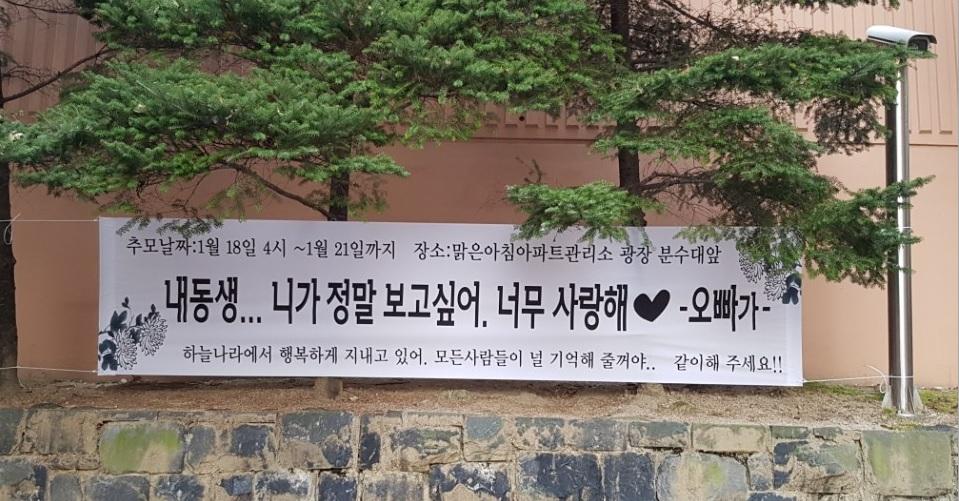 추모날짜:1월 18일 4시 ~1월 21일까지 장소:맑은아침아파트관리소 광장 분수대앞
내동생... 니가 정말 보고싶어. 너무 사랑해♥ -오빠가-
하늘나라에서 행복하게 지내고 있어. 모든사람들이 널 기억해 줄꺼야.. 같이해 주세요!!